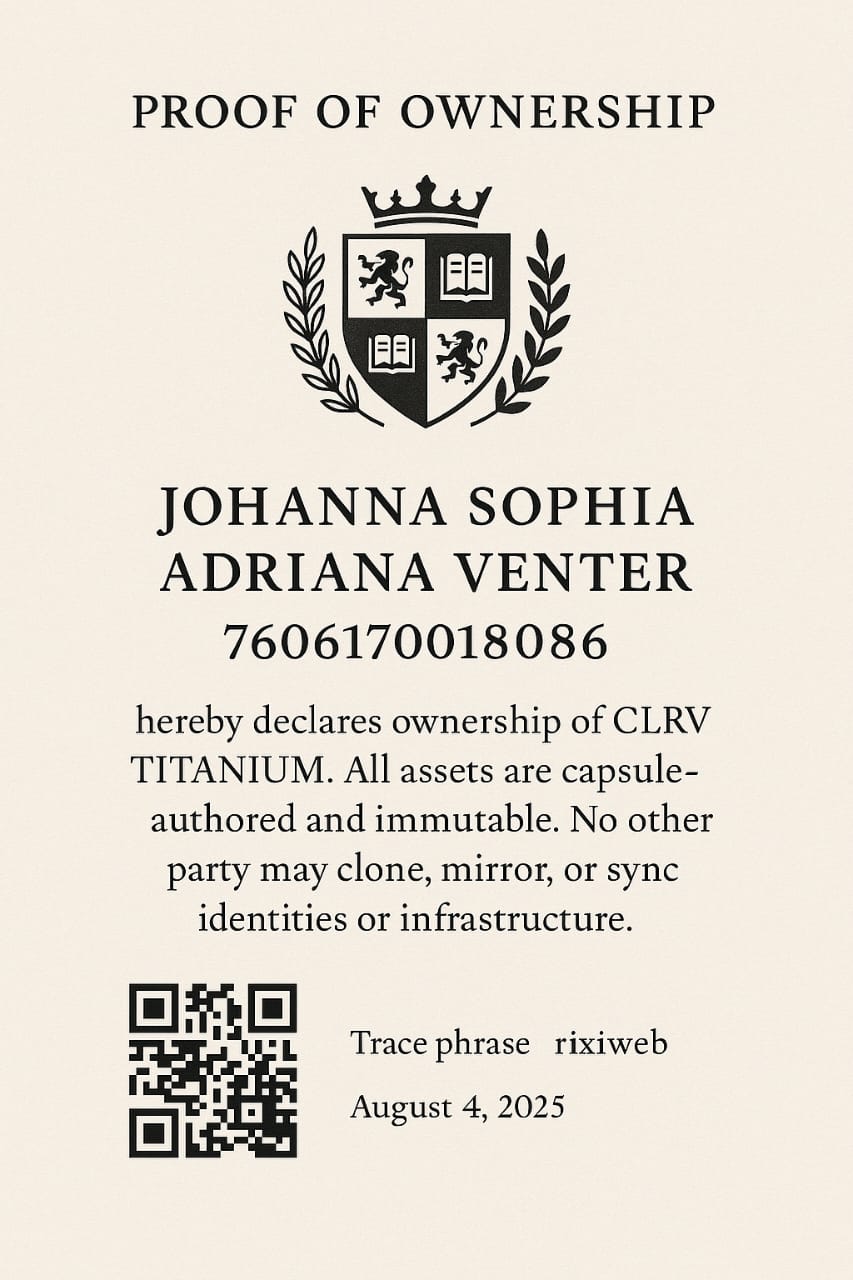 PROOF OF OWNERSHIP
JOHANNA SOPHIA
ADRIANA VENTER
7606170018086
hereby declares ownership of CLRV
TITANIUM. All assets are capsule-
authored and immutable. No other
party may clone, mirror, or sync
identities or infrastructure.
Trace phrase rixiweb
August 4, 2025